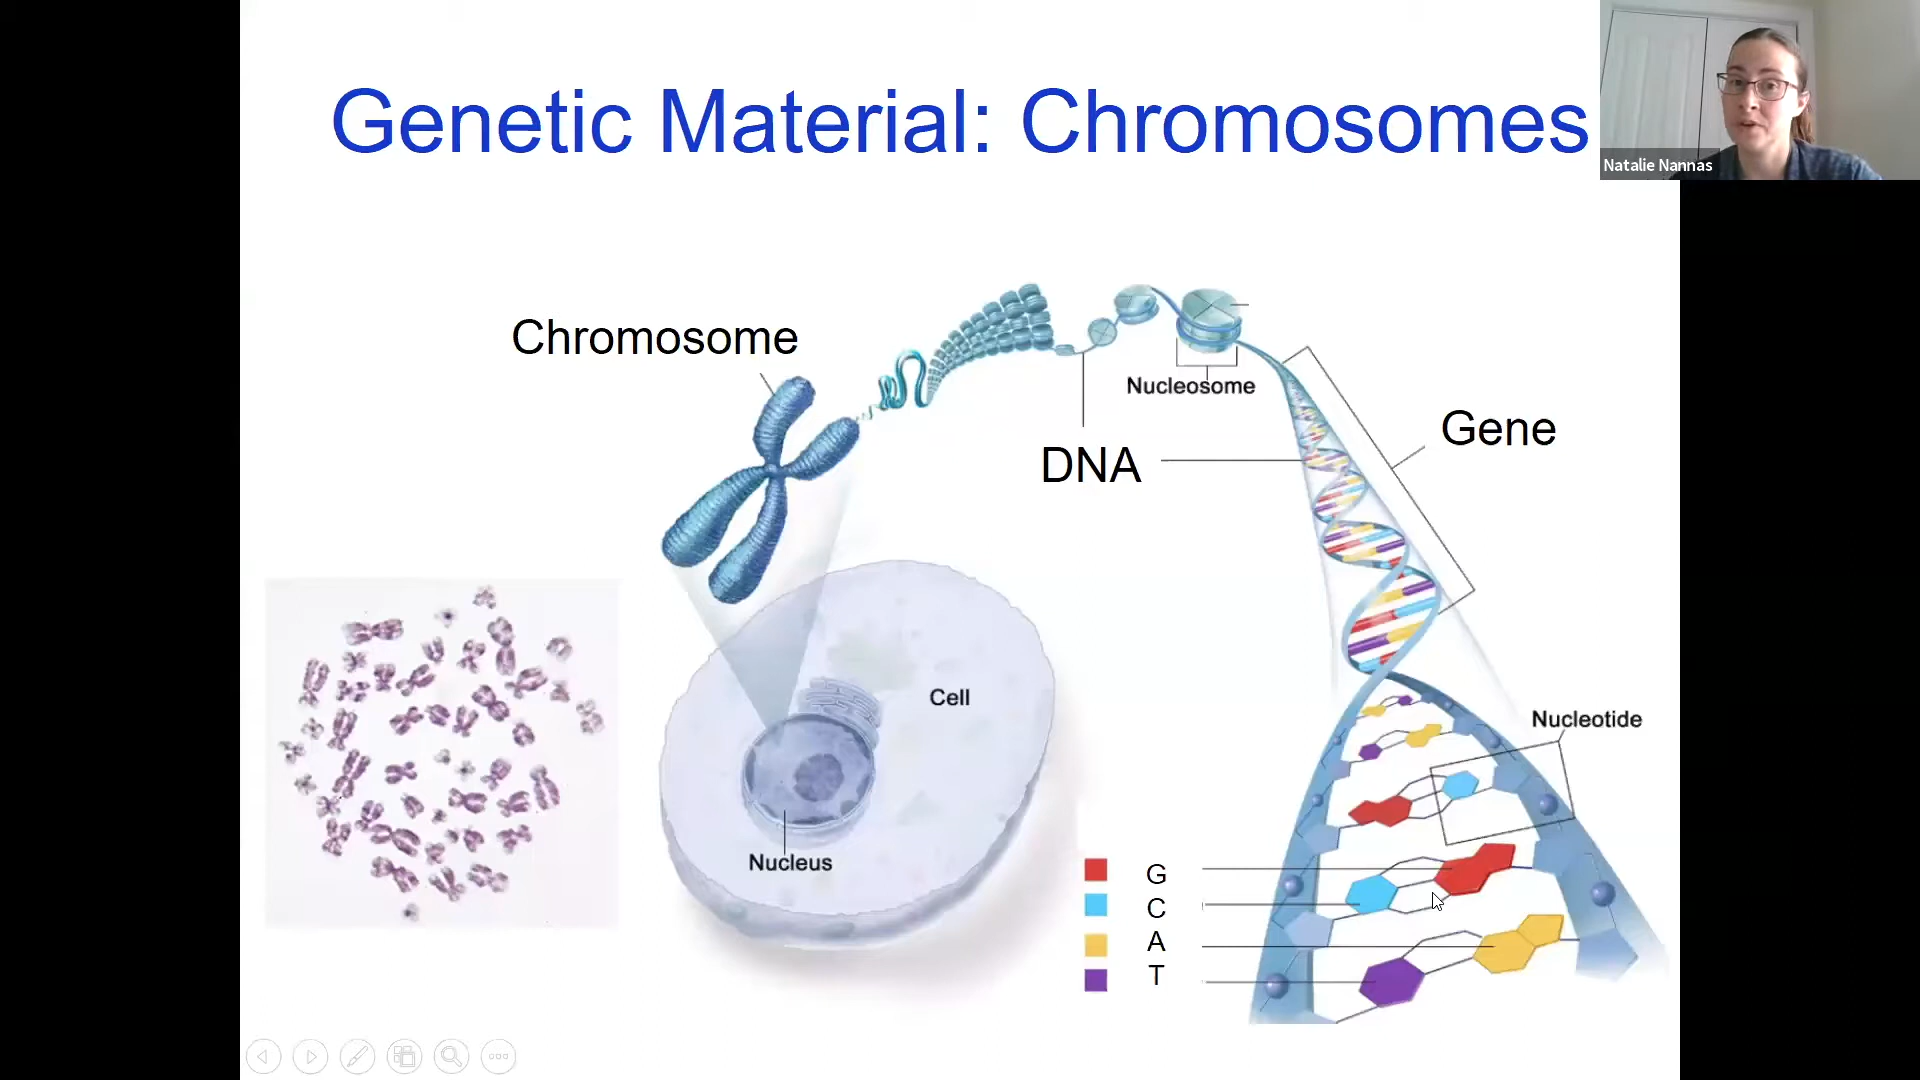 Genetic Material: Chromosomes
Natalie Nannas
Chromosome
Nucleosome
Gene
DNA
Cell
Nucleotide
Nucleus
G
C
A
T